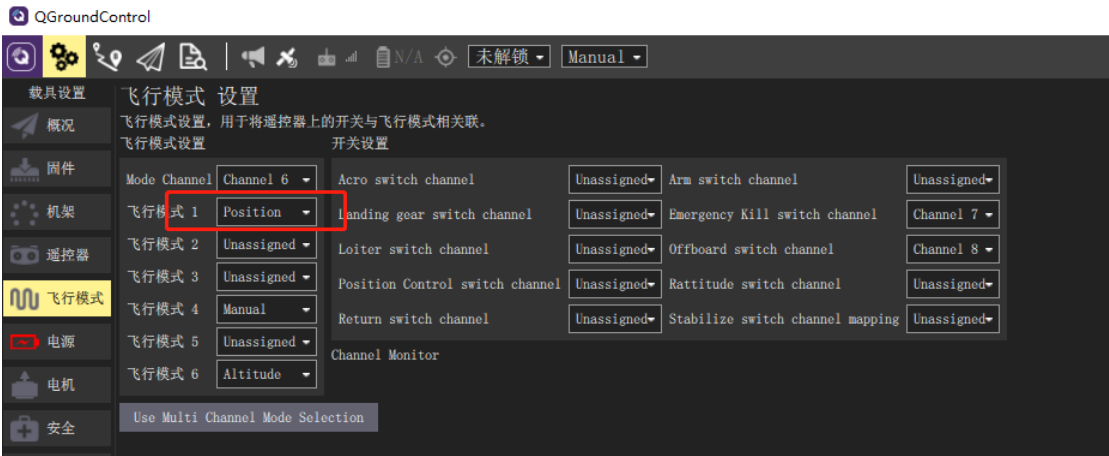 QGroundControl
N/A 未解锁 Manual
载具设置
概况
固件
机架
遥控器
飞行模式
电源
电机
安全
飞行模式 设置
飞行模式设置，用于将遥控器上的开关与飞行模式相关联。
飞行模式设置
Mode Channel Channel 6
飞行模式 1 Position
飞行模式 2 Unassigned
飞行模式 3 Unassigned
飞行模式 4 Manual
飞行模式 5 Unassigned
飞行模式 6 Altitude
Use Multi Channel Mode Selection
开关设置
Acro switch channel Unassigned Arm switch channel Unassigned
Landing gear switch channel Unassigned Emergency Kill switch channel Channel 7
Loiter switch channel Unassigned Offboard switch channel Channel 8
Position Control switch channel Unassigned Rattitude switch channel Unassigned
Return switch channel Unassigned Stabilize switch channel mapping Unassigned
Channel Monitor